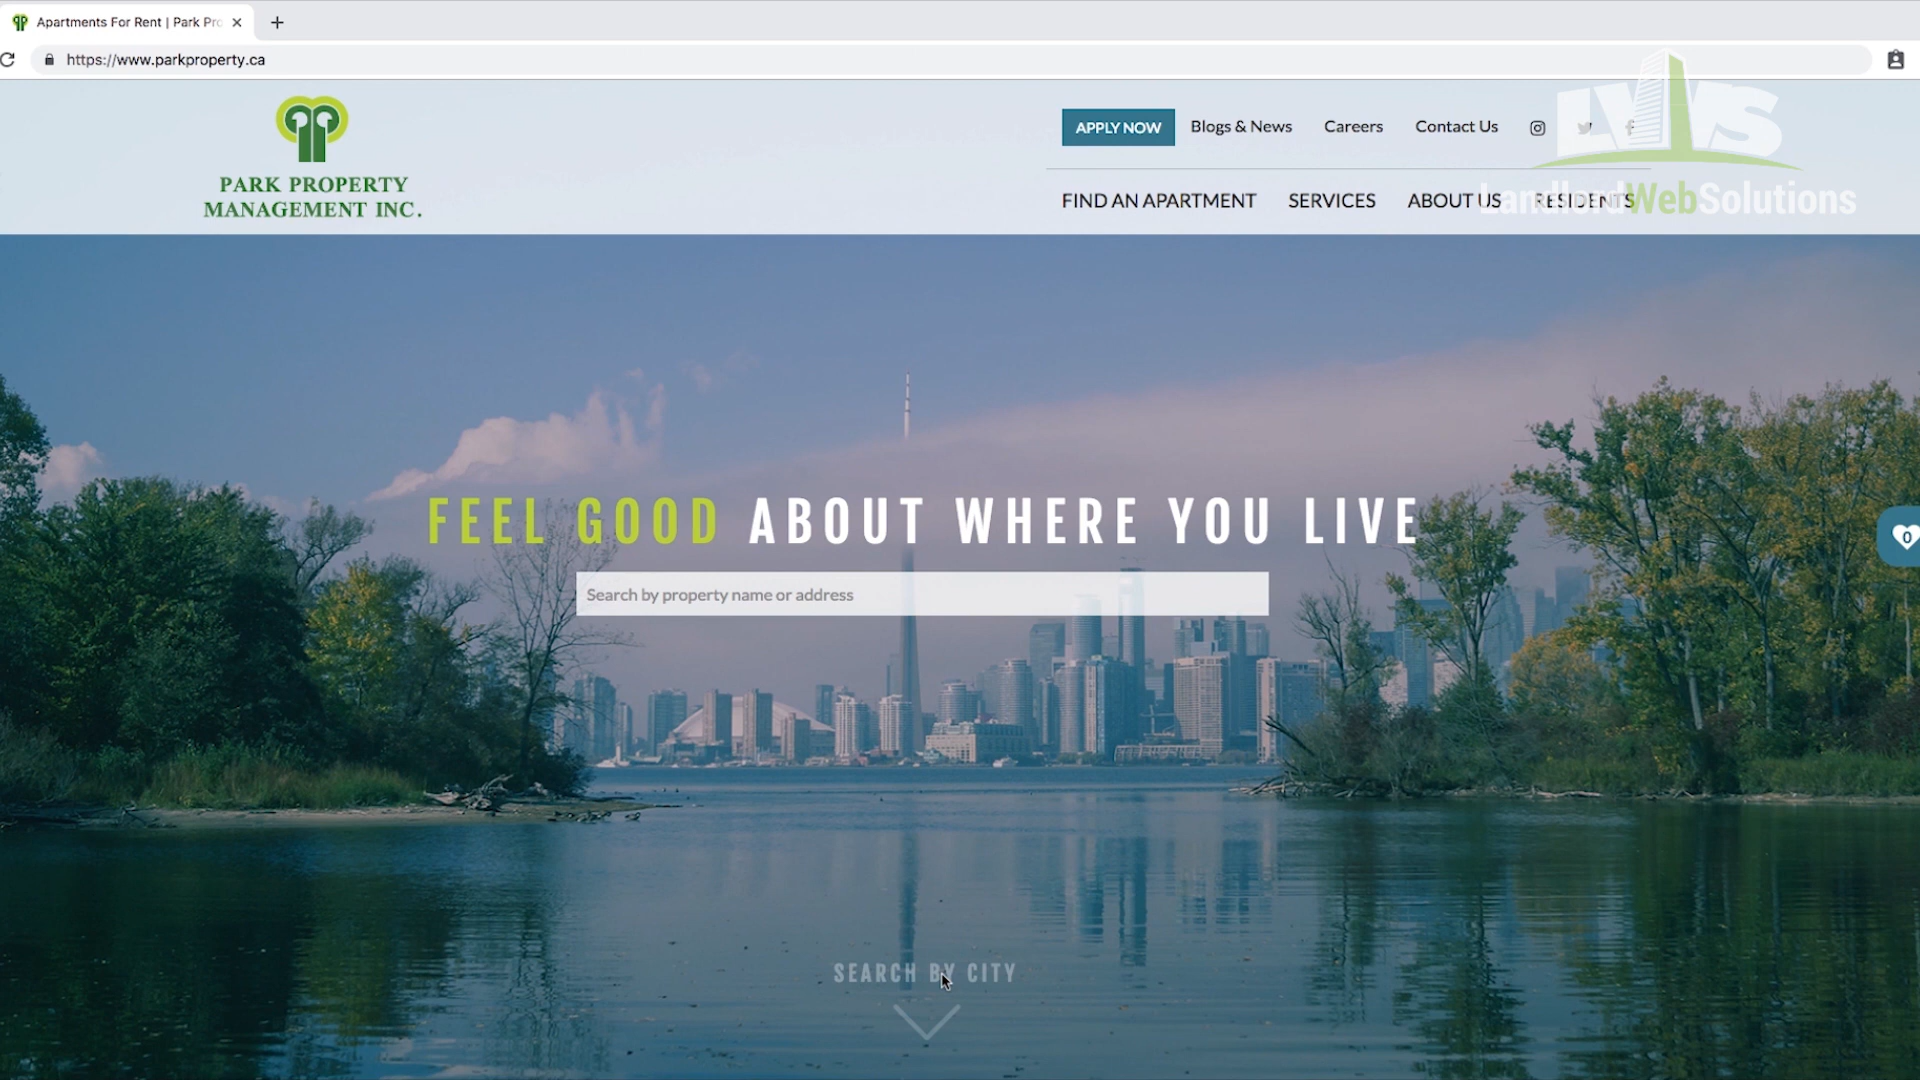 Apartments For Rent | Park Pro
https://www.parkproperty.ca
PARK PROPERTY
MANAGEMENT INC.
APPLY NOW
Blogs & News
Careers
Contact Us
LWS
FIND AN APARTMENT
SERVICES
ABOUT US
RESIDENTS
LandlordWebSolutions
FEEL GOOD ABOUT WHERE YOU LIVE
Search by property name or address
0
SEARCH BY CITY